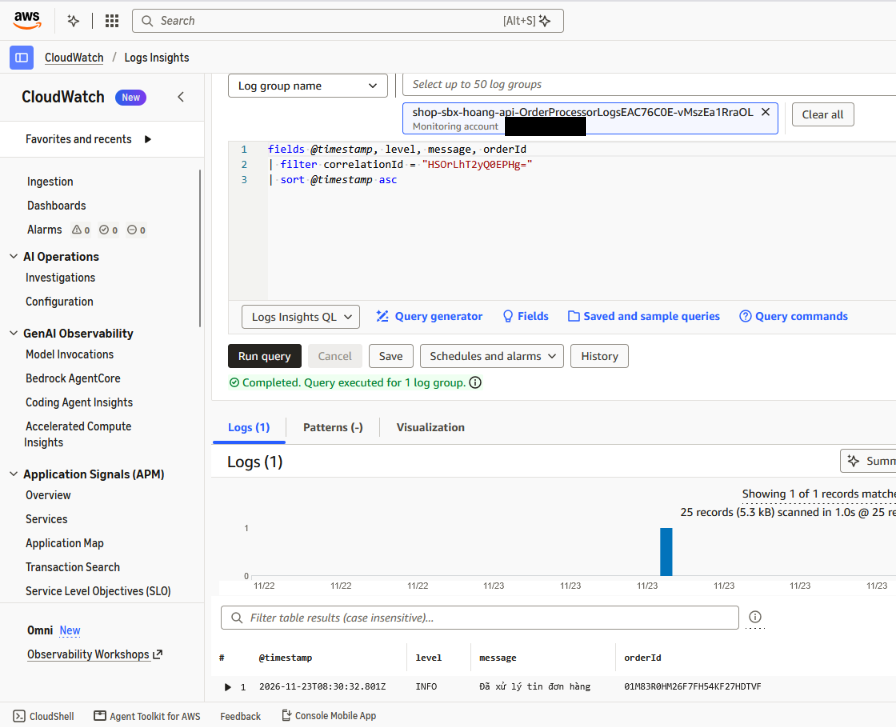 aws
Search
[Alt+S]
CloudWatch / Logs Insights
CloudWatch New
Favorites and recents
Ingestion
Dashboards
Alarms 0 0 0
AI Operations
Investigations
Configuration
GenAI Observability
Model Invocations
Bedrock AgentCore
Coding Agent Insights
Accelerated Compute
Insights
Application Signals (APM)
Overview
Services
Application Map
Transaction Search
Service Level Objectives (SLO)
Omni New
Observability Workshops
Log group name
Select up to 50 log groups
shop-sbx-hoang-api-OrderProcessorLogsEAC76C0E-vMszEa1RraOL
Monitoring account
Clear all
1 fields @timestamp, level, message, orderId
2 | filter correlationId = "HSOrLhT2yQ0EPHg="
3 | sort @timestamp asc
Logs Insights QL
Query generator
Fields
Saved and sample queries
Query commands
Run query
Cancel
Save
Schedules and alarms
History
Completed. Query executed for 1 log group.
Logs (1)
Patterns (-)
Visualization
Logs (1)
Summ
Showing 1 of 1 records matche
25 records (5.3 kB) scanned in 1.0s @ 25 re
1
0
11/22 11/22 11/22 11/23 11/23 11/23 11/23 11/23 11/23
Filter table results (case insensitive)...
# @timestamp level message orderId
1 2026-11-23T08:30:32.801Z INFO Đã xử lý tin đơn hàng 01M83R0HM26F7FH54KF27HDTVF
CloudShell
Agent Toolkit for AWS
Feedback
Console Mobile App